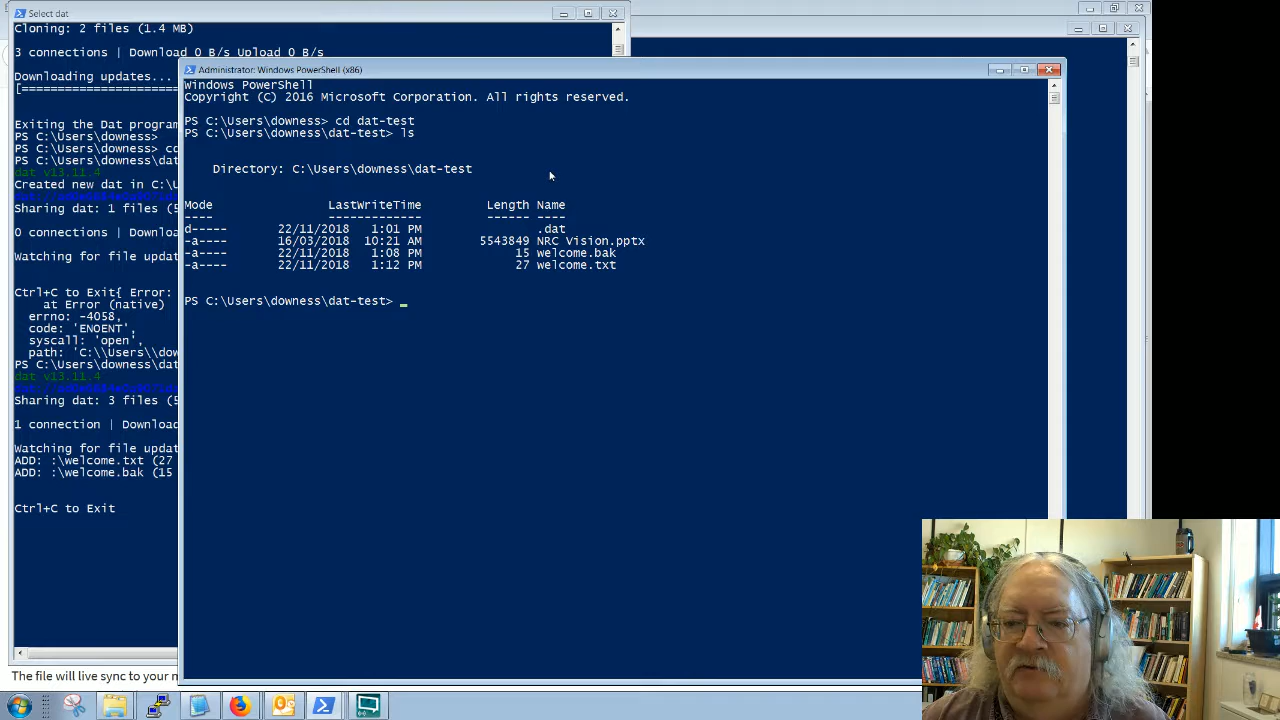 Select dat
Cloning: 2 files (1.4 MB)
3 connections | Download 0 B/s Upload 0 B/s
Downloading updates...
[=====================
Exiting the Dat program
PS C:\Users\downess>
PS C:\Users\downess> cd
PS C:\Users\downess\dat
dat v13.11.4
Created new dat in C:\U
Sharing dat: 1 files (5
0 connections | Download
Watching for file updat
Ctrl+C to Exit{ Error:
at Error (native)
errno: -4058,
code: 'ENOENT',
syscall: 'open',
path: 'C:\\Users\\dow
PS C:\Users\downess\dat
dat v13.11.4
Sharing dat: 3 files (5
1 connection | Download
Watching for file updat
ADD: :\welcome.txt (27
ADD: :\welcome.bak (15
Ctrl+C to Exit
The file will live sync to your
Administrator: Windows PowerShell (x86)
Windows PowerShell
Copyright (C) 2016 Microsoft Corporation. All rights reserved.
PS C:\Users\downess> cd dat-test
PS C:\Users\downess\dat-test> ls
Directory: C:\Users\downess\dat-test
Mode LastWriteTime Length Name
---- ------------- ------ ----
d----- 22/11/2018 1:01 PM .dat
-a---- 16/03/2018 10:21 AM 5543849 NRC Vision.pptx
-a---- 22/11/2018 1:08 PM 15 welcome.bak
-a---- 22/11/2018 1:12 PM 27 welcome.txt
PS C:\Users\downess\dat-test> _